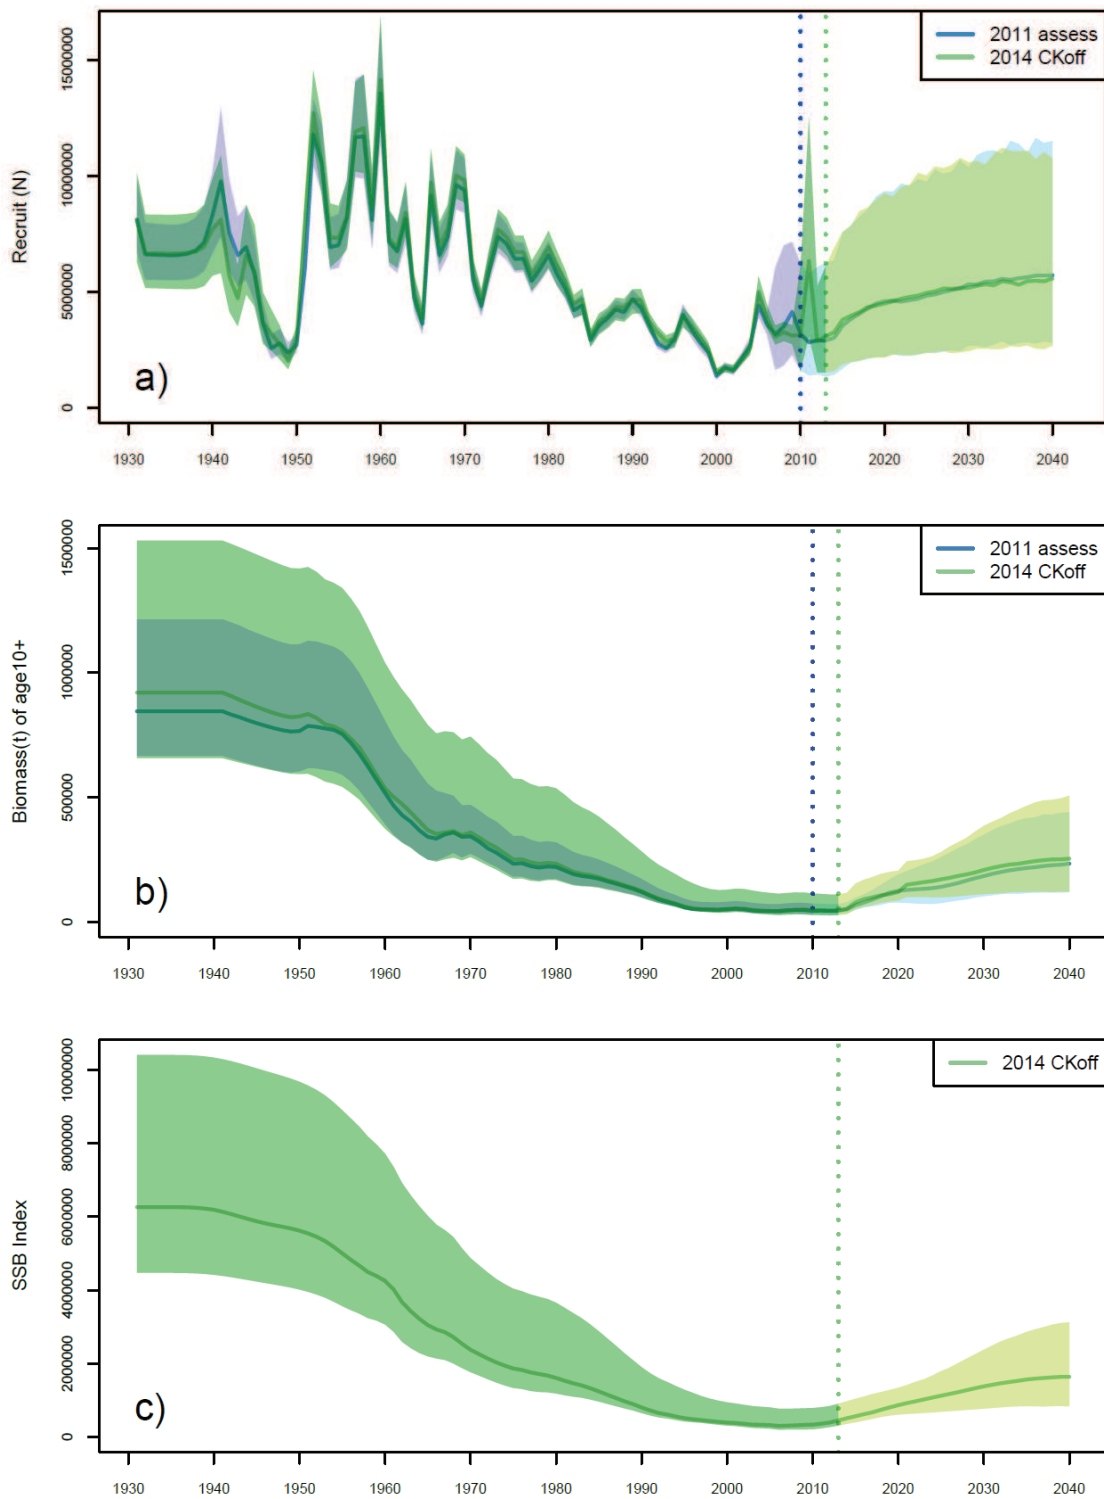 Recruit (N)
15000000
10000000
5000000
0
2011 assess
2014 CKoff
a)
1930 1940 1950 1960 1970 1980 1990 2000 2010 2020 2030 2040
Biomass(t) of age10+
1500000
1000000
500000
0
2011 assess
2014 CKoff
b)
1930 1940 1950 1960 1970 1980 1990 2000 2010 2020 2030 2040
SSB Index
10000000
8000000
6000000
4000000
2000000
0
2014 CKoff
c)
1930 1940 1950 1960 1970 1980 1990 2000 2010 2020 2030 2040